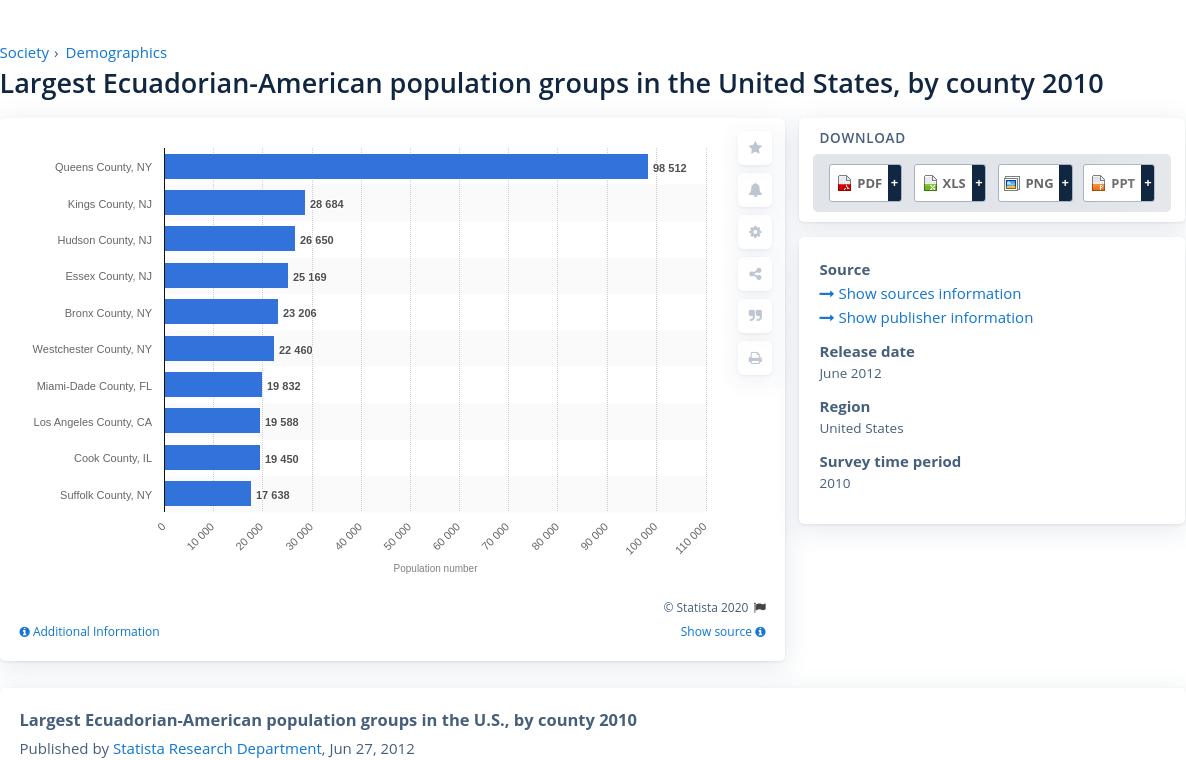 Society › Demographics
Largest Ecuadorian-American population groups in the United States, by county 2010
Queens County, NY 98 512
Kings County, NJ 28 684
Hudson County, NJ 26 650
Essex County, NJ 25 169
Bronx County, NY 23 206
Westchester County, NY 22 460
Miami-Dade County, FL 19 832
Los Angeles County, CA 19 588
Cook County, IL 19 450
Suffolk County, NY 17 638
0 10 000 20 000 30 000 40 000 50 000 60 000 70 000 80 000 90 000 100 000 110 000
Population number
© Statista 2020
Additional Information Show source
DOWNLOAD
PDF + XLS + PNG + PPT +
Source
Show sources information
Show publisher information
Release date
June 2012
Region
United States
Survey time period
2010
Largest Ecuadorian-American population groups in the U.S., by county 2010
Published by Statista Research Department, Jun 27, 2012